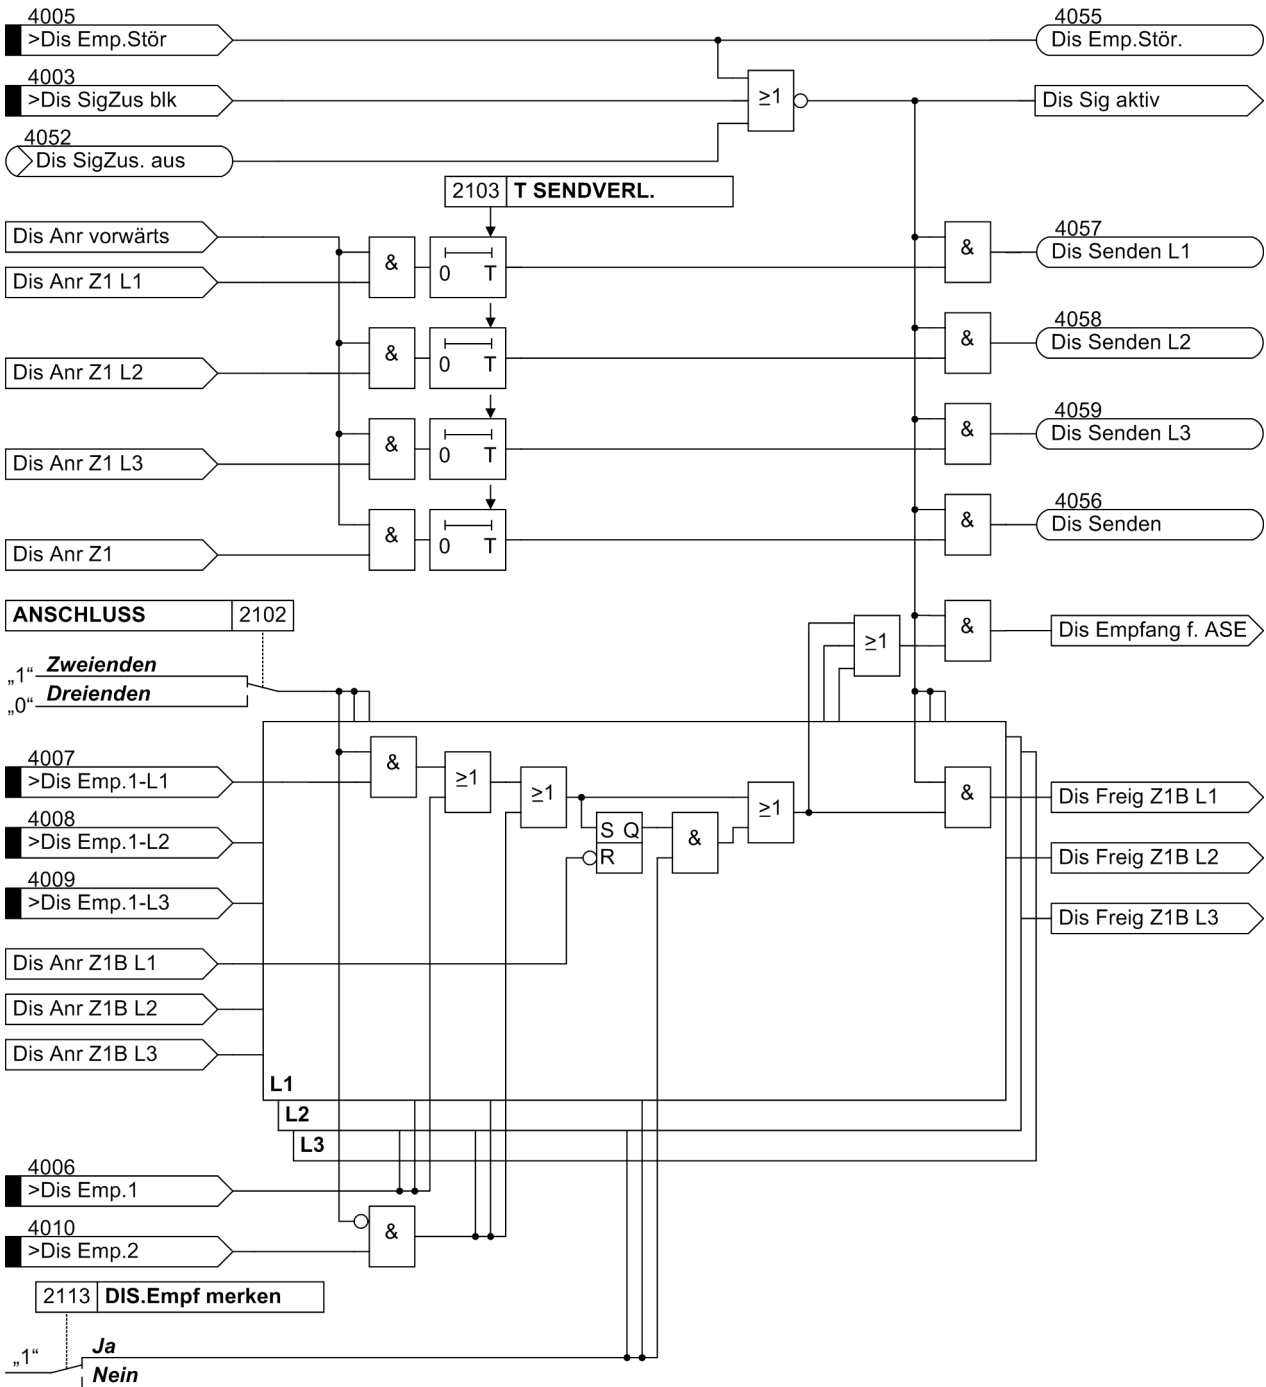 4005
>Dis Emp.Stör
4055
Dis Emp.Stör.
4003
>Dis SigZus blk
≥1
Dis Sig aktiv
4052
Dis SigZus. aus
2103 T SENDVERL.
Dis Anr vorwärts
&
0 T
&
4057
Dis Senden L1
Dis Anr Z1 L1
&
0 T
&
4058
Dis Senden L2
Dis Anr Z1 L2
&
0 T
&
4059
Dis Senden L3
Dis Anr Z1 L3
&
0 T
&
4056
Dis Senden
Dis Anr Z1
ANSCHLUSS 2102
≥1
&
Dis Empfang f. ASE
„1“ Zweienden
„0“ Dreienden
4007
>Dis Emp.1-L1
&
≥1
≥1
≥1
&
Dis Freig Z1B L1
4008
>Dis Emp.1-L2
S Q
R
&
Dis Freig Z1B L2
4009
>Dis Emp.1-L3
Dis Freig Z1B L3
Dis Anr Z1B L1
Dis Anr Z1B L2
Dis Anr Z1B L3
L1
L2
L3
4006
>Dis Emp.1
4010
>Dis Emp.2
&
2113 DIS.Empf merken
„1“
Ja
Nein